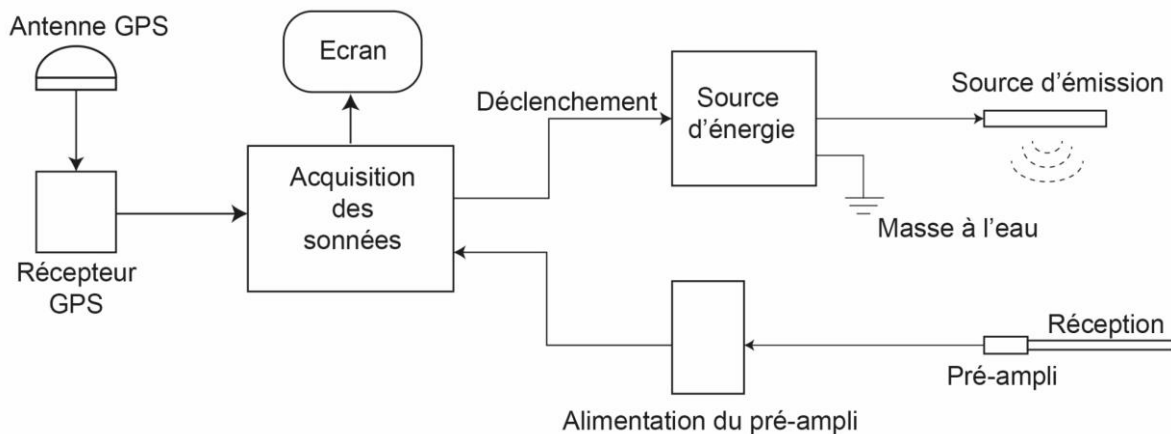 Antenne GPS
Ecran
Déclenchement
Source
d'énergie
Source d'émission
Acquisition
des
sonnées
Masse à l'eau
Récepteur
GPS
Réception
Pré-ampli
Alimentation du pré-ampli